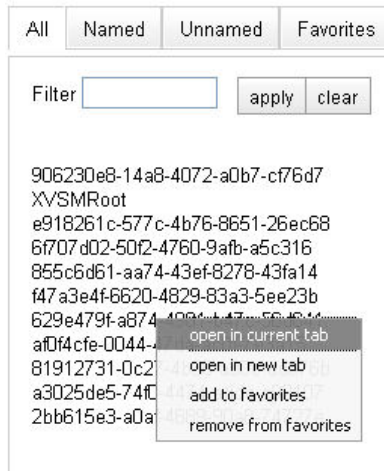 All Named Unnamed Favorites
Filter apply clear
906230e8-14a8-4072-a0b7-cf76d7
XVSMRoot
e918261c-577c-4b76-8651-26ec68
6f707d02-50f2-4760-9afb-a5c316
855c6d61-aa74-43ef-8278-43fa14
f47a3e4f-6620-4829-83a3-5ee23b
629e479f-a874-
open in current tab
af0f4cfe-0044-
81912731-0c27-
open in new tab
a3025de5-74f0-
add to favorites
2bb615e3-a0af-
remove from favorites